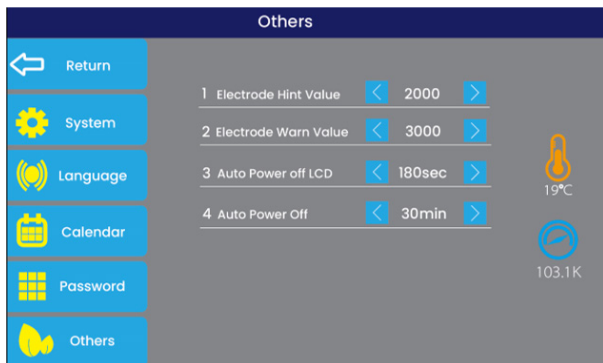 Others
Return
System
Language
Calendar
Password
Others
1 Electrode Hint Value 2000
2 Electrode Warn Value 3000
3 Auto Power off LCD 180sec
4 Auto Power Off 30min
19°C
103.1K